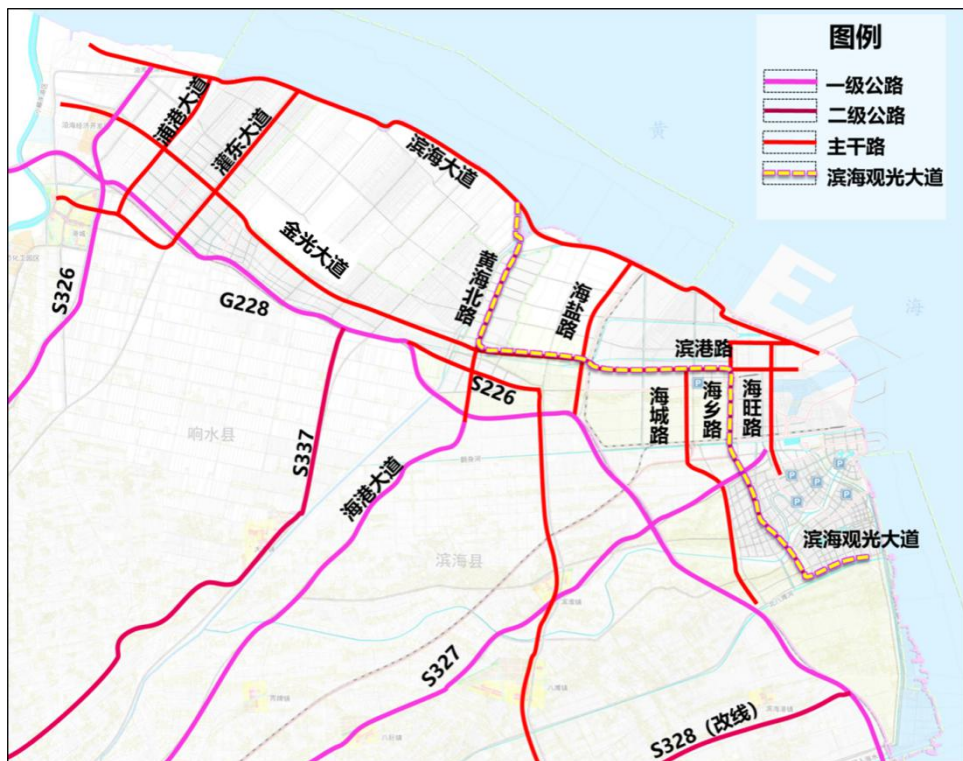 图例
一级公路
二级公路
主干路
滨海观光大道
浦港大道
灌东大道
滨海大道
黄
金光大道
黄海北路
海盐路
海
S326
G228
滨港路
S226
海城路
海乡路
海旺路
响水县
S337
海港大道
滨海县
滨海观光大道
S327
S328（改线）
P
P
P
P
P
P